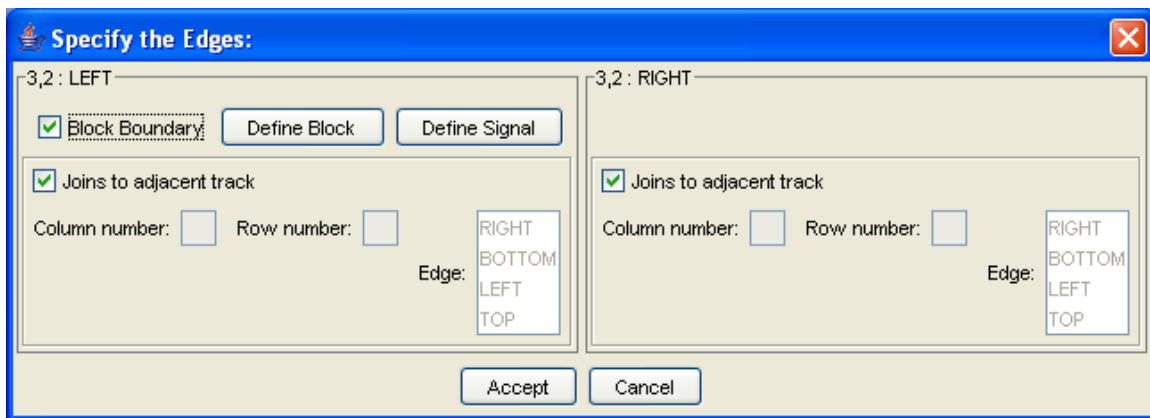 Specify the Edges:
3,2 : LEFT
Block Boundary Define Block Define Signal
Joins to adjacent track
Column number: Row number:
Edge:
RIGHT
BOTTOM
LEFT
TOP
3,2 : RIGHT
Joins to adjacent track
Column number: Row number:
Edge:
RIGHT
BOTTOM
LEFT
TOP
Accept Cancel